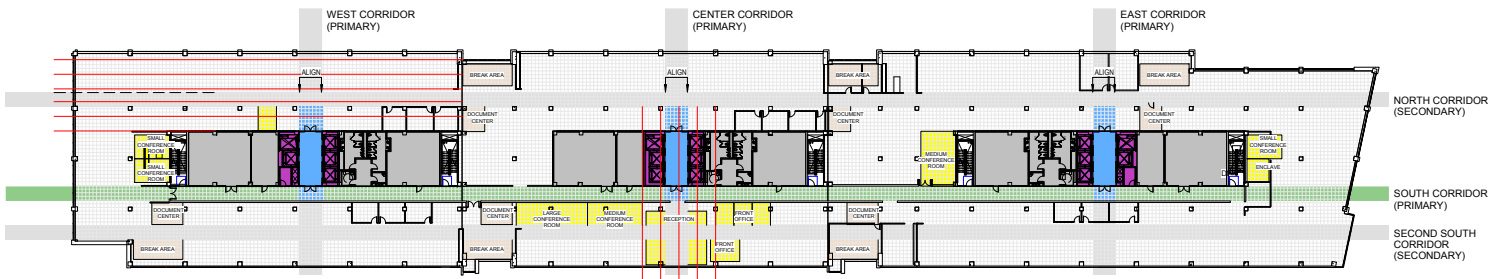 WEST CORRIDOR
(PRIMARY)
CENTER CORRIDOR
(PRIMARY)
EAST CORRIDOR
(PRIMARY)
ALIGN
ALIGN
ALIGN
BREAK AREA
BREAK AREA
BREAK AREA
NORTH CORRIDOR
(SECONDARY)
DOCUMENT
CENTER
DOCUMENT
CENTER
DOCUMENT
CENTER
SMALL
CONFERENCE
ROOM
SMALL
CONFERENCE
ROOM
MEDIUM
CONFERENCE
ROOM
SMALL
CONFERENCE
ROOM
ENCLAVE
SOUTH CORRIDOR
(PRIMARY)
DOCUMENT
CENTER
DOCUMENT
CENTER
LARGE
CONFERENCE
ROOM
MEDIUM
CONFERENCE
ROOM
RECEPTION
FRONT
OFFICE
DOCUMENT
CENTER
SECOND SOUTH
CORRIDOR
(SECONDARY)
BREAK AREA
BREAK AREA
FRONT
OFFICE
BREAK AREA